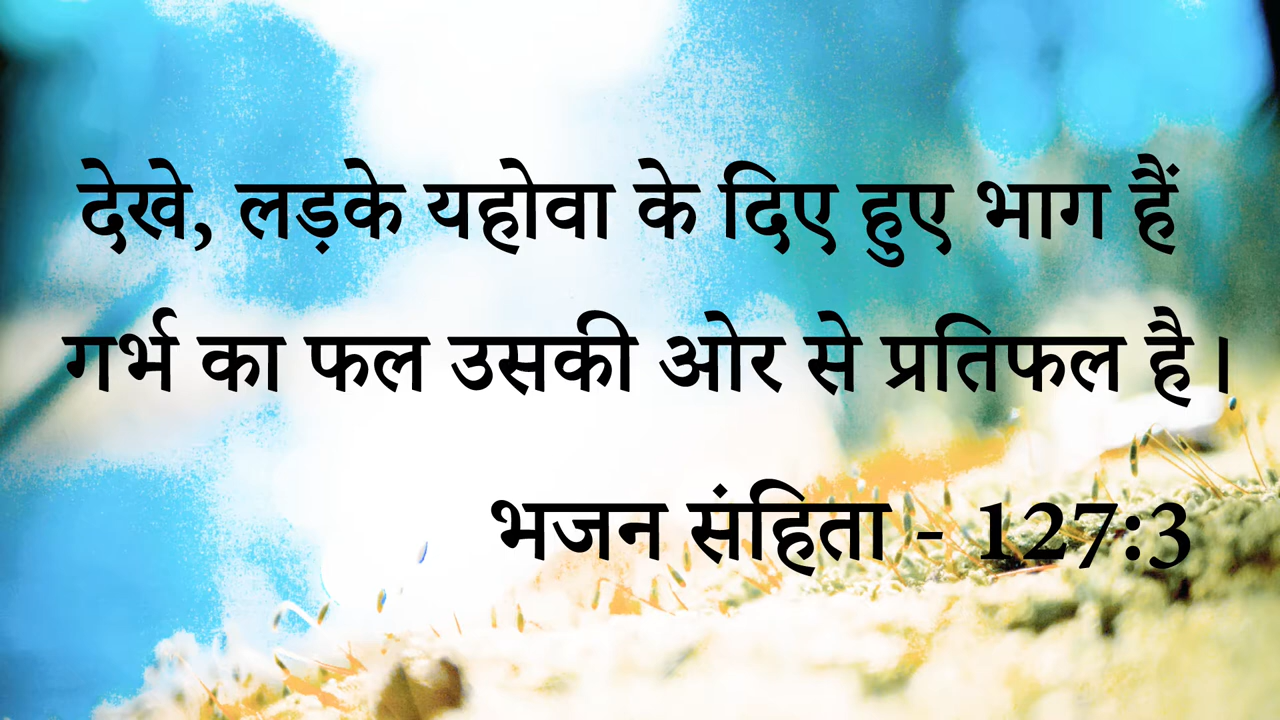 देखे, लड़के यहोवा के दिए हुए भाग हैं
गर्भ का फल उसकी ओर से प्रतिफल है।
भजन संहिता - 127:3